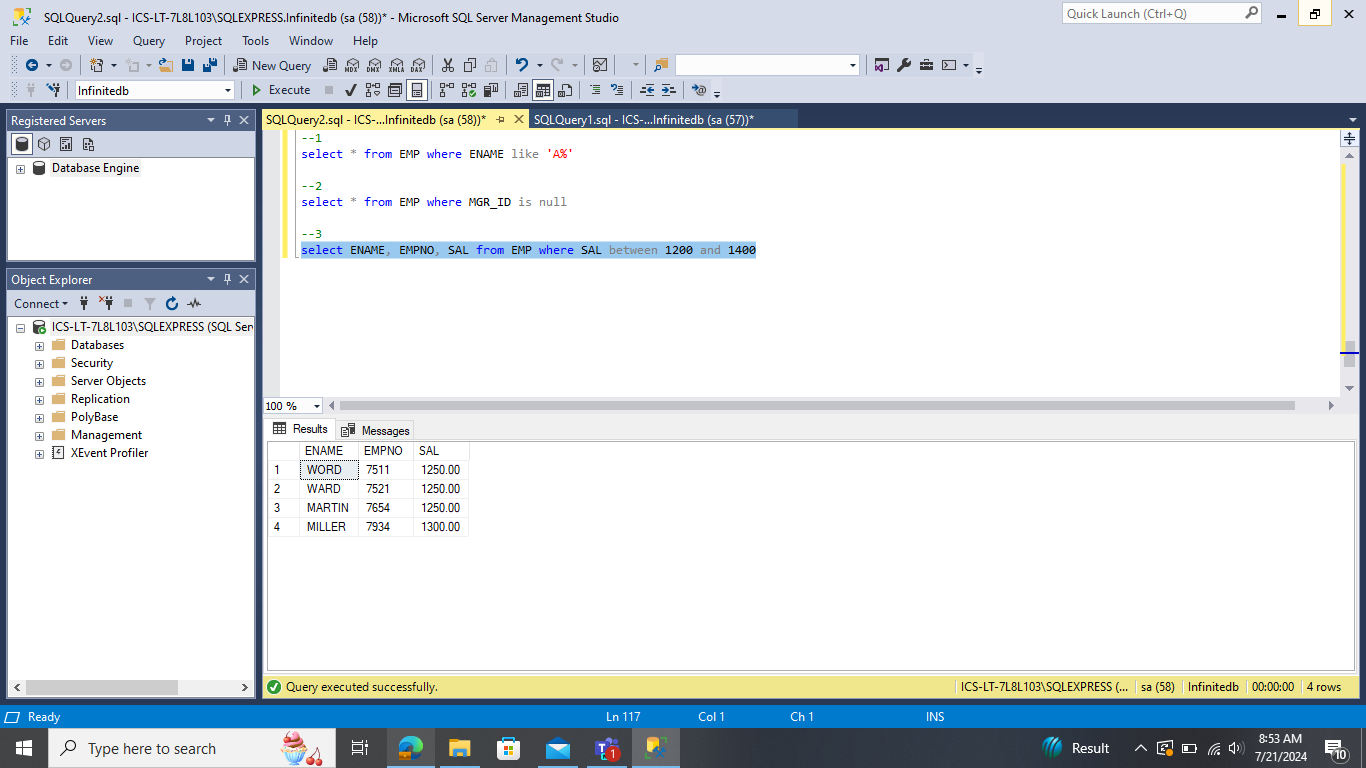 SQLQuery2.sql - ICS-LT-7L8L103\SQLEXPRESS.Infinitedb (sa (58))* - Microsoft SQL Server Management Studio
Quick Launch (Ctrl+Q)
File Edit View Query Project Tools Window Help
New Query MDX DMX XMLA DAX
Infinitedb Execute
Registered Servers
Database Engine
Object Explorer
Connect
ICS-LT-7L8L103\SQLEXPRESS (SQL Ser
Databases
Security
Server Objects
Replication
PolyBase
Management
XEvent Profiler
SQLQuery2.sql - ICS-...Infinitedb (sa (58))* SQLQuery1.sql - ICS-...Infinitedb (sa (57))*
--1
select * from EMP where ENAME like 'A%'
--2
select * from EMP where MGR_ID is null
--3
select ENAME, EMPNO, SAL from EMP where SAL between 1200 and 1400
100 %
Results Messages
ENAME EMPNO SAL
1 WORD 7511 1250.00
2 WARD 7521 1250.00
3 MARTIN 7654 1250.00
4 MILLER 7934 1300.00
Query executed successfully. ICS-LT-7L8L103\SQLEXPRESS (... sa (58) Infinitedb 00:00:00 4 rows
Ready Ln 117 Col 1 Ch 1 INS
Type here to search
1
Result
8:53 AM
7/21/2024
10